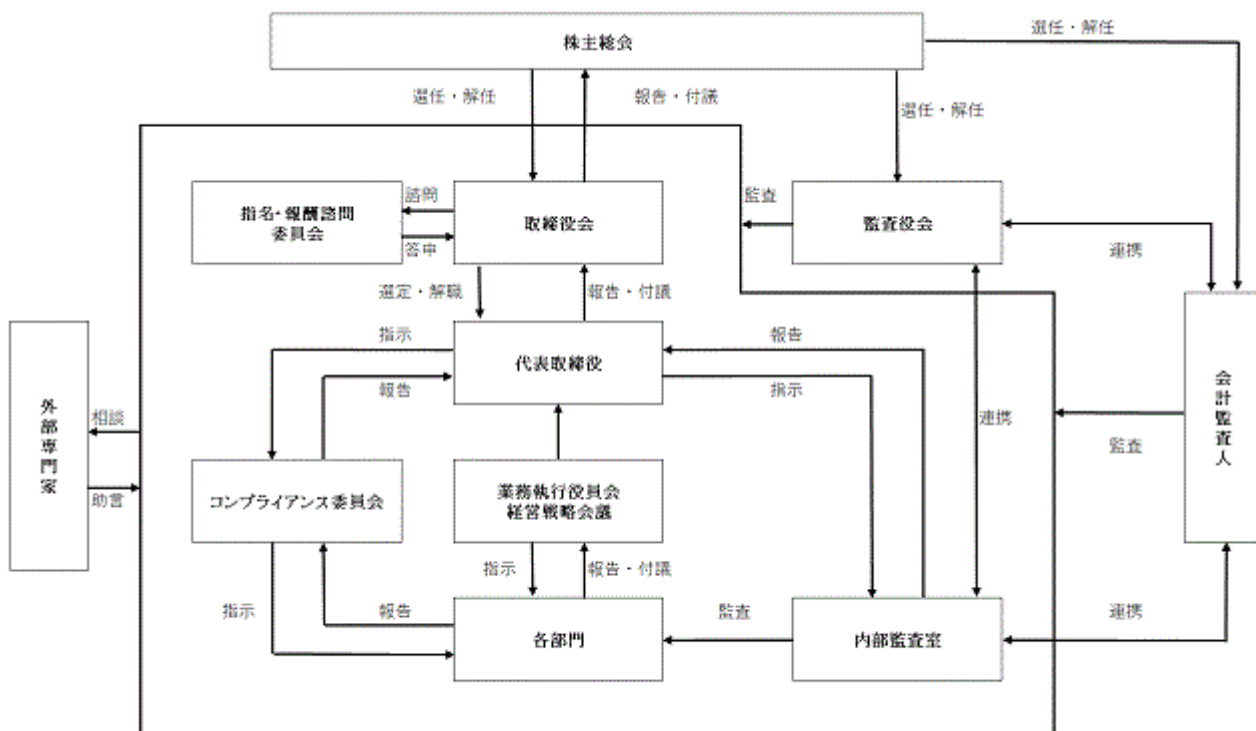 株主総会
選任・解任
選任・解任
報告・付議
選任・解任
指名・報酬諮問
委員会
諮問
答申
取締役会
監査
監査役会
連携
選定・解職
報告・付議
指示
代表取締役
報告
報告
指示
外部専門家
相談
助言
連携
会計監査人
監査
コンプライアンス委員会
業務執行役員会
経営戦略会議
指示
報告・付議
指示
報告
各部門
監査
内部監査室
連携